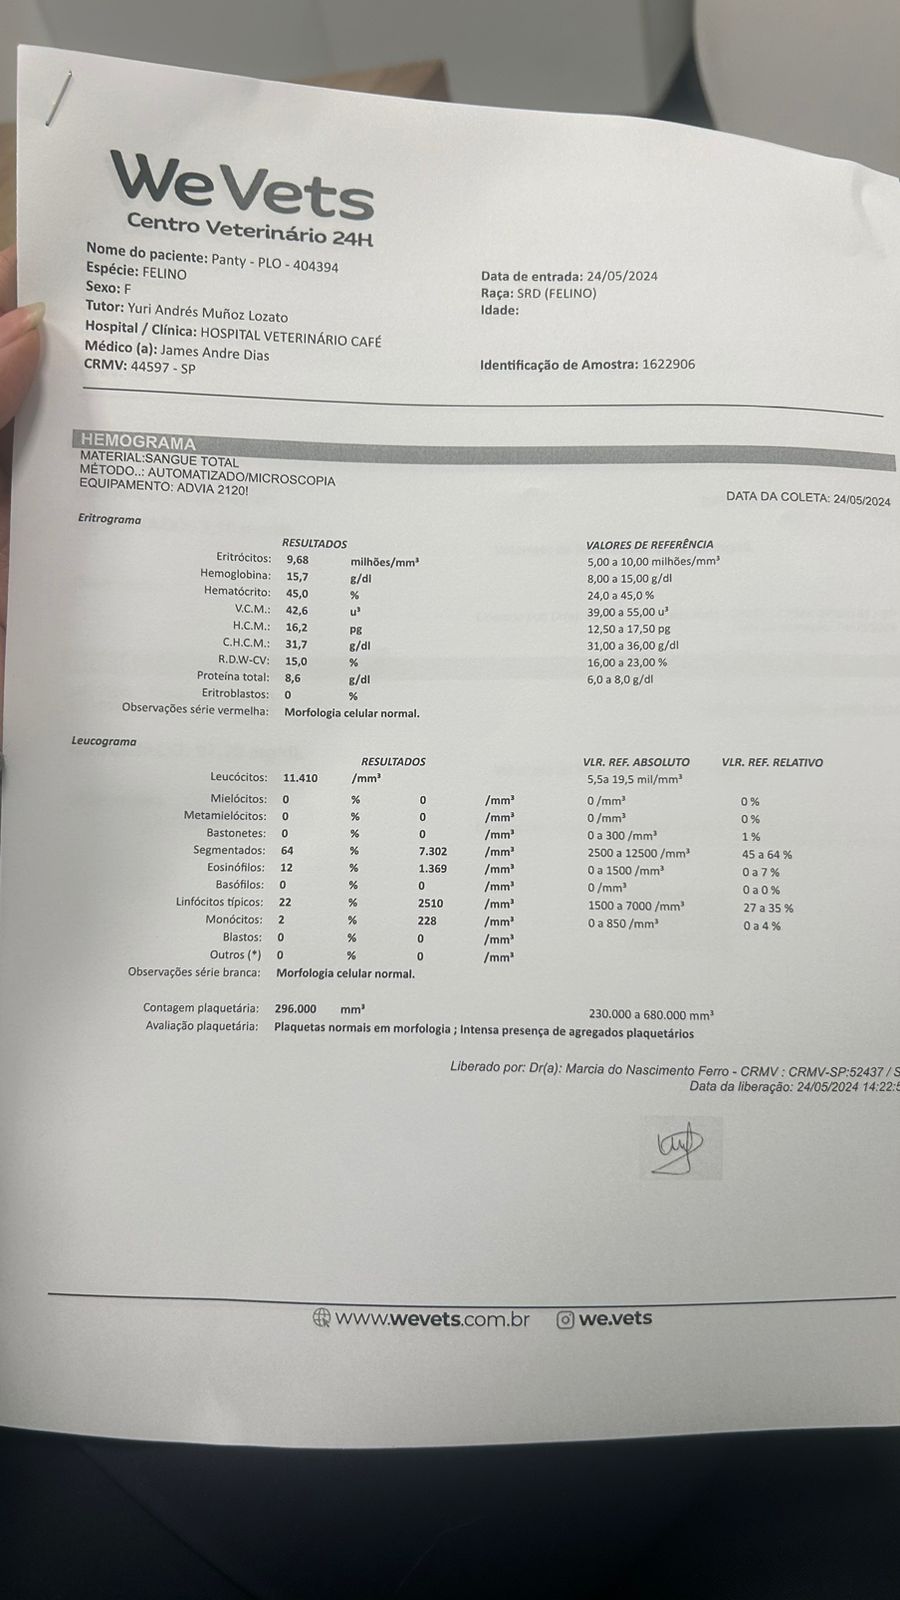 WeVets
Centro Veterinário 24H
Nome do paciente: Panty - PLO - 404394
Espécie: FELINO
Sexo: F
Tutor: Yuri Andrés Muñoz Lozato
Hospital / Clínica: HOSPITAL VETERINÁRIO CAFÉ
Médico (a): James Andre Dias
CRMV: 44597 - SP
Data de entrada: 24/05/2024
Raça: SRD (FELINO)
Idade:
Identificação de Amostra: 1622906
HEMOGRAMA
MATERIAL:SANGUE TOTAL
MÉTODO..: AUTOMATIZADO/MICROSCOPIA
EQUIPAMENTO: ADVIA 2120!
DATA DA COLETA: 24/05/2024
Eritrograma
RESULTADOS VALORES DE REFERÊNCIA
Eritrócitos: 9,68 milhões/mm³ 5,00 a 10,00 milhões/mm³
Hemoglobina: 15,7 g/dl 8,00 a 15,00 g/dl
Hematócrito: 45,0 % 24,0 a 45,0 %
V.C.M.: 42,6 u³ 39,00 a 55,00 u³
H.C.M.: 16,2 pg 12,50 a 17,50 pg
C.H.C.M.: 31,7 g/dl 31,00 a 36,00 g/dl
R.D.W-CV: 15,0 % 16,00 a 23,00 %
Proteína total: 8,6 g/dl 6,0 a 8,0 g/dl
Eritroblastos: 0 %
Observações série vermelha: Morfologia celular normal.
Leucograma
RESULTADOS VLR. REF. ABSOLUTO VLR. REF. RELATIVO
Leucócitos: 11.410 /mm³ 5,5a 19,5 mil/mm³
Mielócitos: 0 % 0 /mm³ 0 /mm³ 0 %
Metamielócitos: 0 % 0 /mm³ 0 /mm³ 0 %
Bastonetes: 0 % 0 /mm³ 0 a 300 /mm³ 1 %
Segmentados: 64 % 7.302 /mm³ 2500 a 12500 /mm³ 45 a 64 %
Eosinófilos: 12 % 1.369 /mm³ 0 a 1500 /mm³ 0 a 7 %
Basófilos: 0 % 0 /mm³ 0 /mm³ 0 a 0 %
Linfócitos típicos: 22 % 2510 /mm³ 1500 a 7000 /mm³ 27 a 35 %
Monócitos: 2 % 228 /mm³ 0 a 850 /mm³ 0 a 4 %
Blastos: 0 % 0 /mm³
Outros (*) 0 % 0 /mm³
Observações série branca: Morfologia celular normal.
Contagem plaquetária: 296.000 mm³ 230.000 a 680.000 mm³
Avaliação plaquetária: Plaquetas normais em morfologia ; Intensa presença de agregados plaquetários
Liberado por: Dr(a): Marcia do Nascimento Ferro - CRMV : CRMV-SP:52437 / S
Data da liberação: 24/05/2024 14:22:5
www.wevets.com.br we.vets